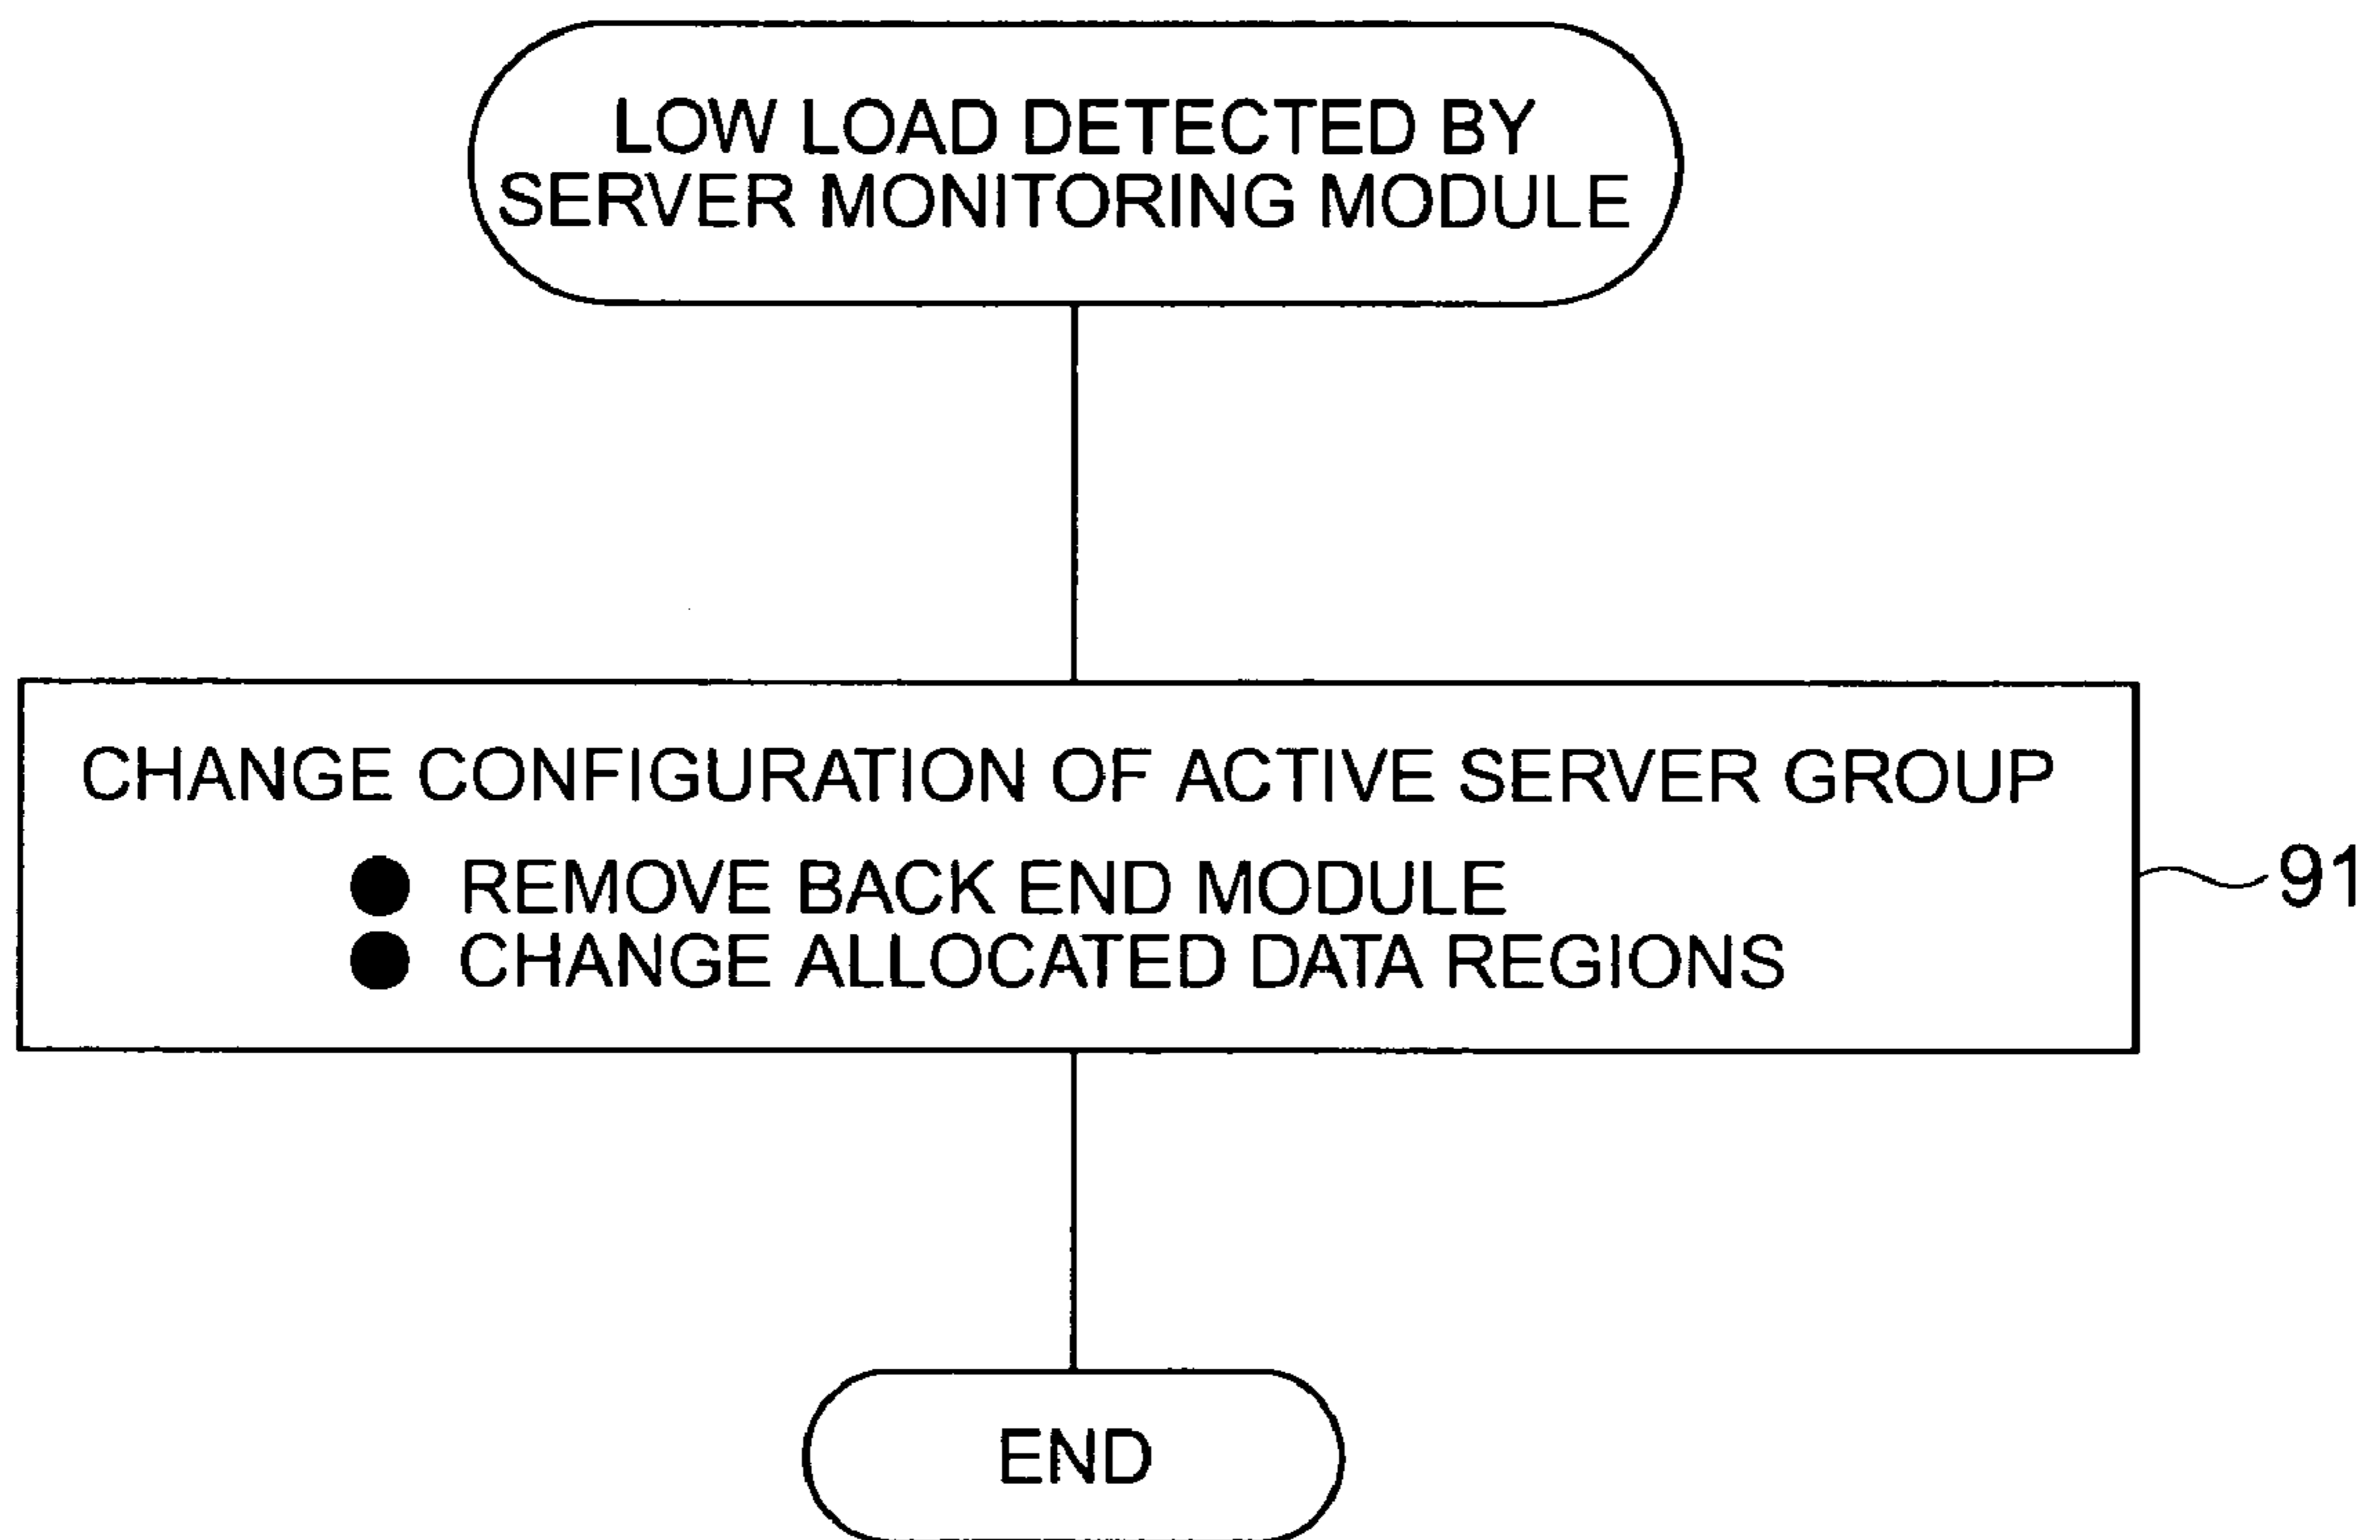 LOW LOAD DETECTED BY
SERVER MONITORING MODULE
CHANGE CONFIGURATION OF ACTIVE SERVER GROUP
● REMOVE BACK END MODULE
● CHANGE ALLOCATED DATA REGIONS
91
END